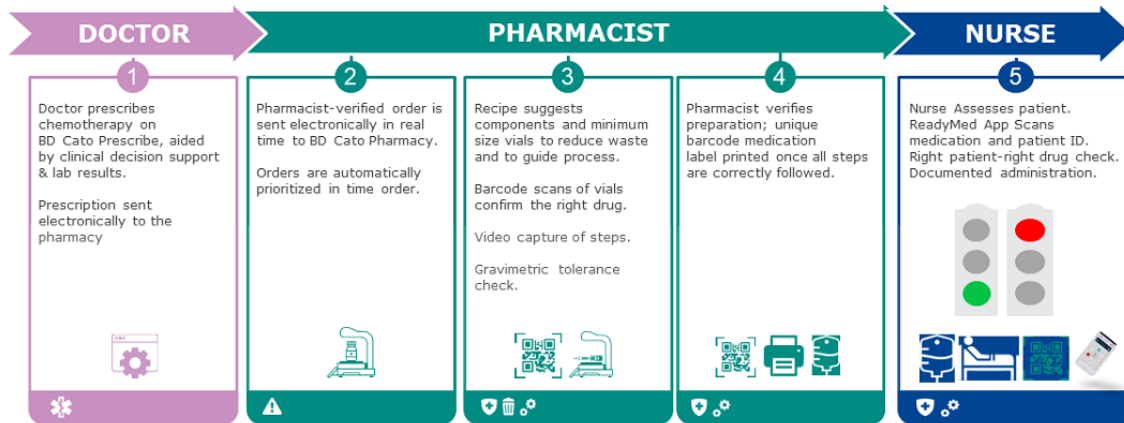 DOCTOR
PHARMACIST
NURSE
1
Doctor prescribes
chemotherapy on
BD Cato Prescribe, aided
by clinical decision support
& lab results.
Prescription sent
electronically to the
pharmacy
2
Pharmacist-verified order is
sent electronically in real
time to BD Cato Pharmacy.
Orders are automatically
prioritized in time order.
3
Recipe suggests
components and minimum
size vials to reduce waste
and to guide process.
Barcode scans of vials
confirm the right drug.
Video capture of steps.
Gravimetric tolerance
check.
4
Pharmacist verifies
preparation; unique
barcode medication
label printed once all steps
are correctly followed.
5
Nurse Assesses patient.
ReadyMed App Scans
medication and patient ID.
Right patient-right drug check.
Documented administration.